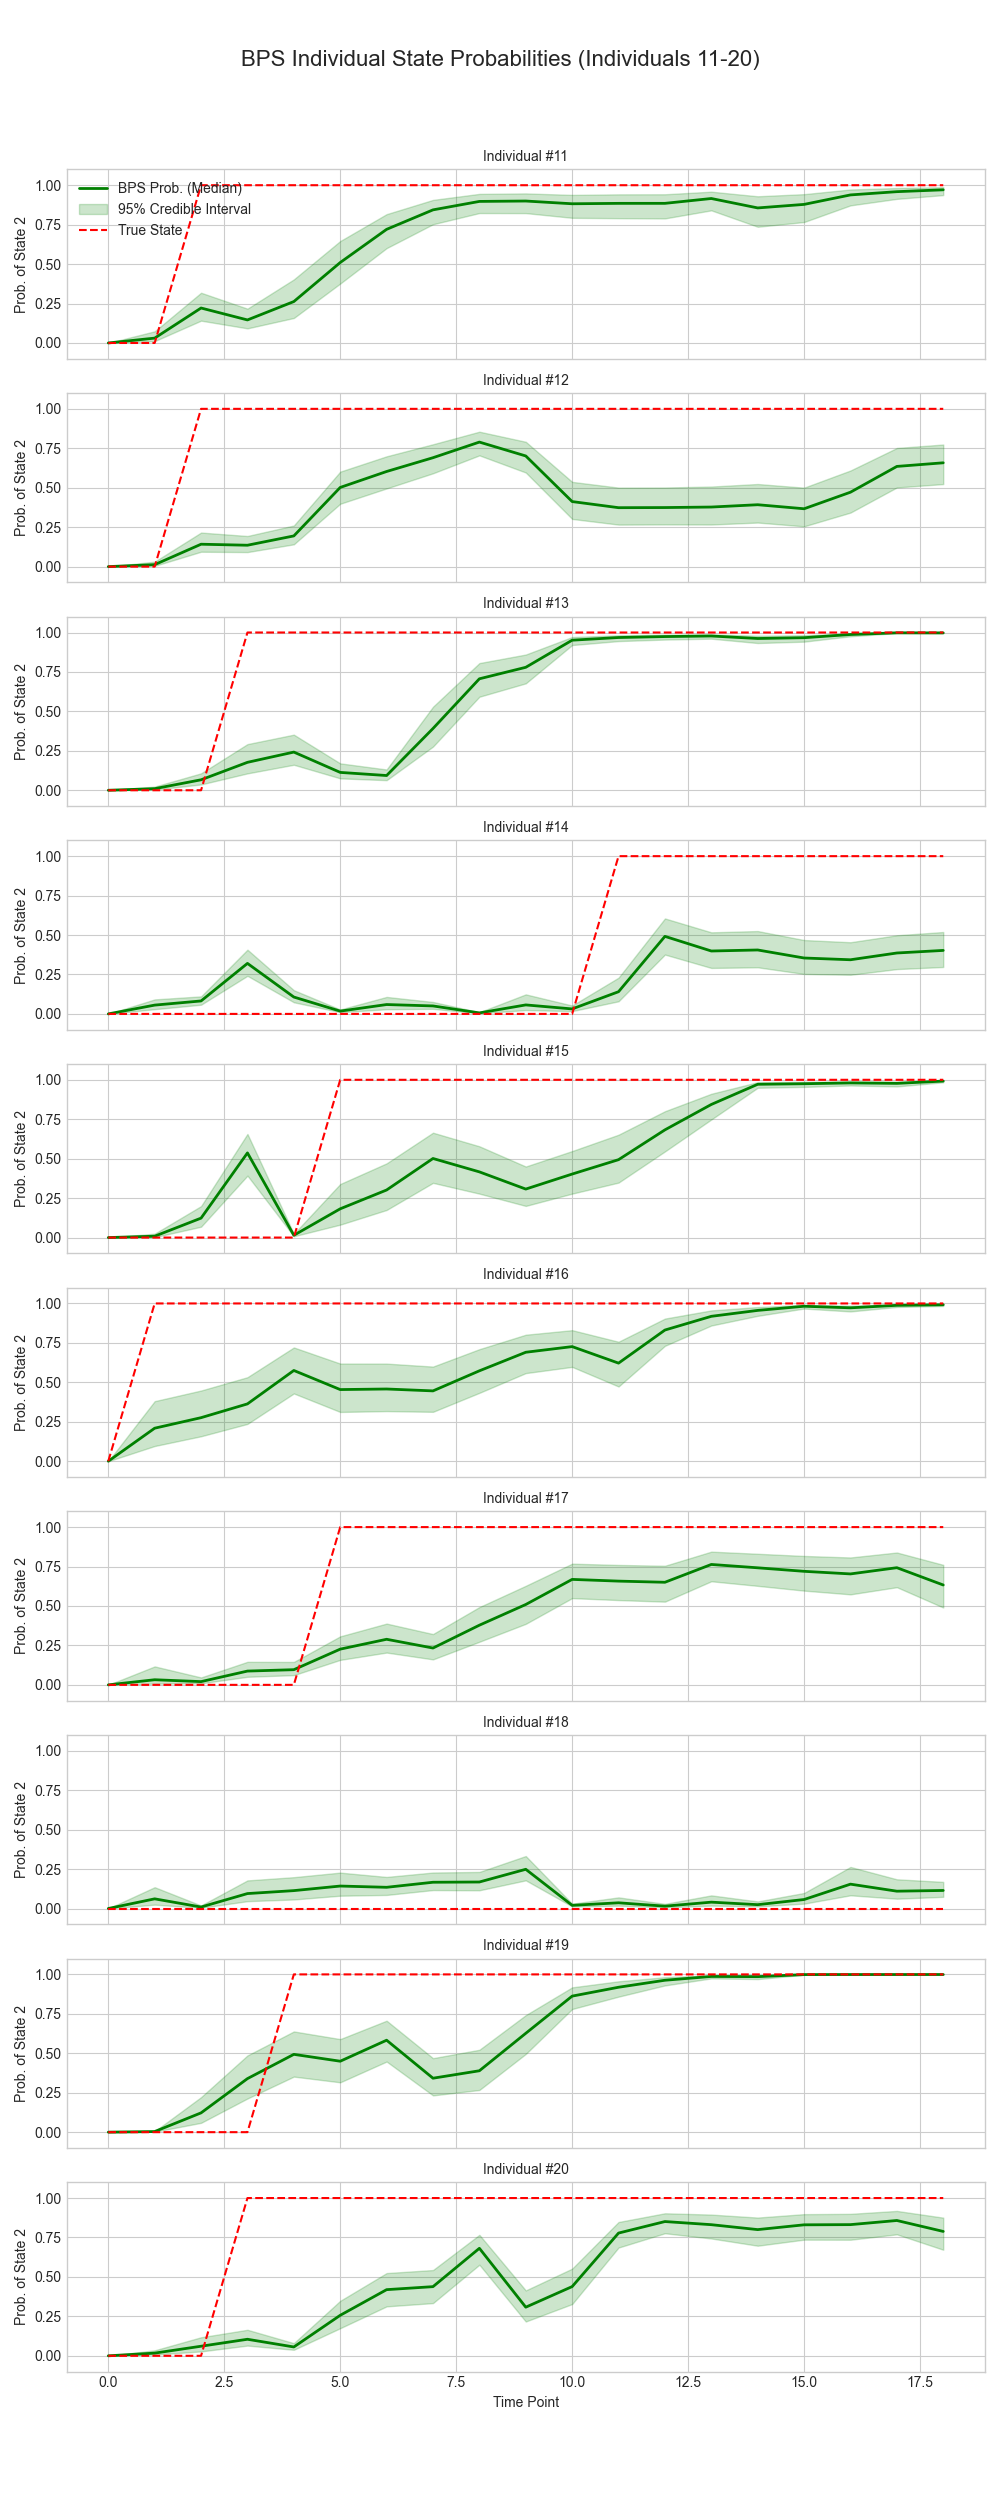 BPS Individual State Probabilities (Individuals 11-20)
Individual #11
BPS Prob. (Median)
95% Credible Interval
True State
1.00
0.75
0.50
0.25
0.00
Prob. of State 2
Individual #12
1.00
0.75
0.50
0.25
0.00
Prob. of State 2
Individual #13
1.00
0.75
0.50
0.25
0.00
Prob. of State 2
Individual #14
1.00
0.75
0.50
0.25
0.00
Prob. of State 2
Individual #15
1.00
0.75
0.50
0.25
0.00
Prob. of State 2
Individual #16
1.00
0.75
0.50
0.25
0.00
Prob. of State 2
Individual #17
1.00
0.75
0.50
0.25
0.00
Prob. of State 2
Individual #18
1.00
0.75
0.50
0.25
0.00
Prob. of State 2
Individual #19
1.00
0.75
0.50
0.25
0.00
Prob. of State 2
Individual #20
1.00
0.75
0.50
0.25
0.00
Prob. of State 2
0.0 2.5 5.0 7.5 10.0 12.5 15.0 17.5
Time Point